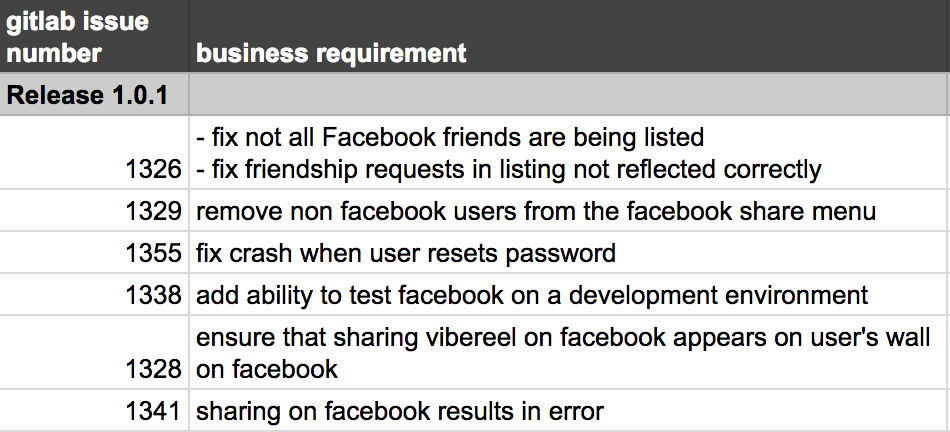 gitlab issue
number
business requirement
Release 1.0.1
- fix not all Facebook friends are being listed
1326 - fix friendship requests in listing not reflected correctly
1329 remove non facebook users from the facebook share menu
1355 fix crash when user resets password
1338 add ability to test facebook on a development environment
ensure that sharing vibereel on facebook appears on user's wall
1328 on facebook
1341 sharing on facebook results in error